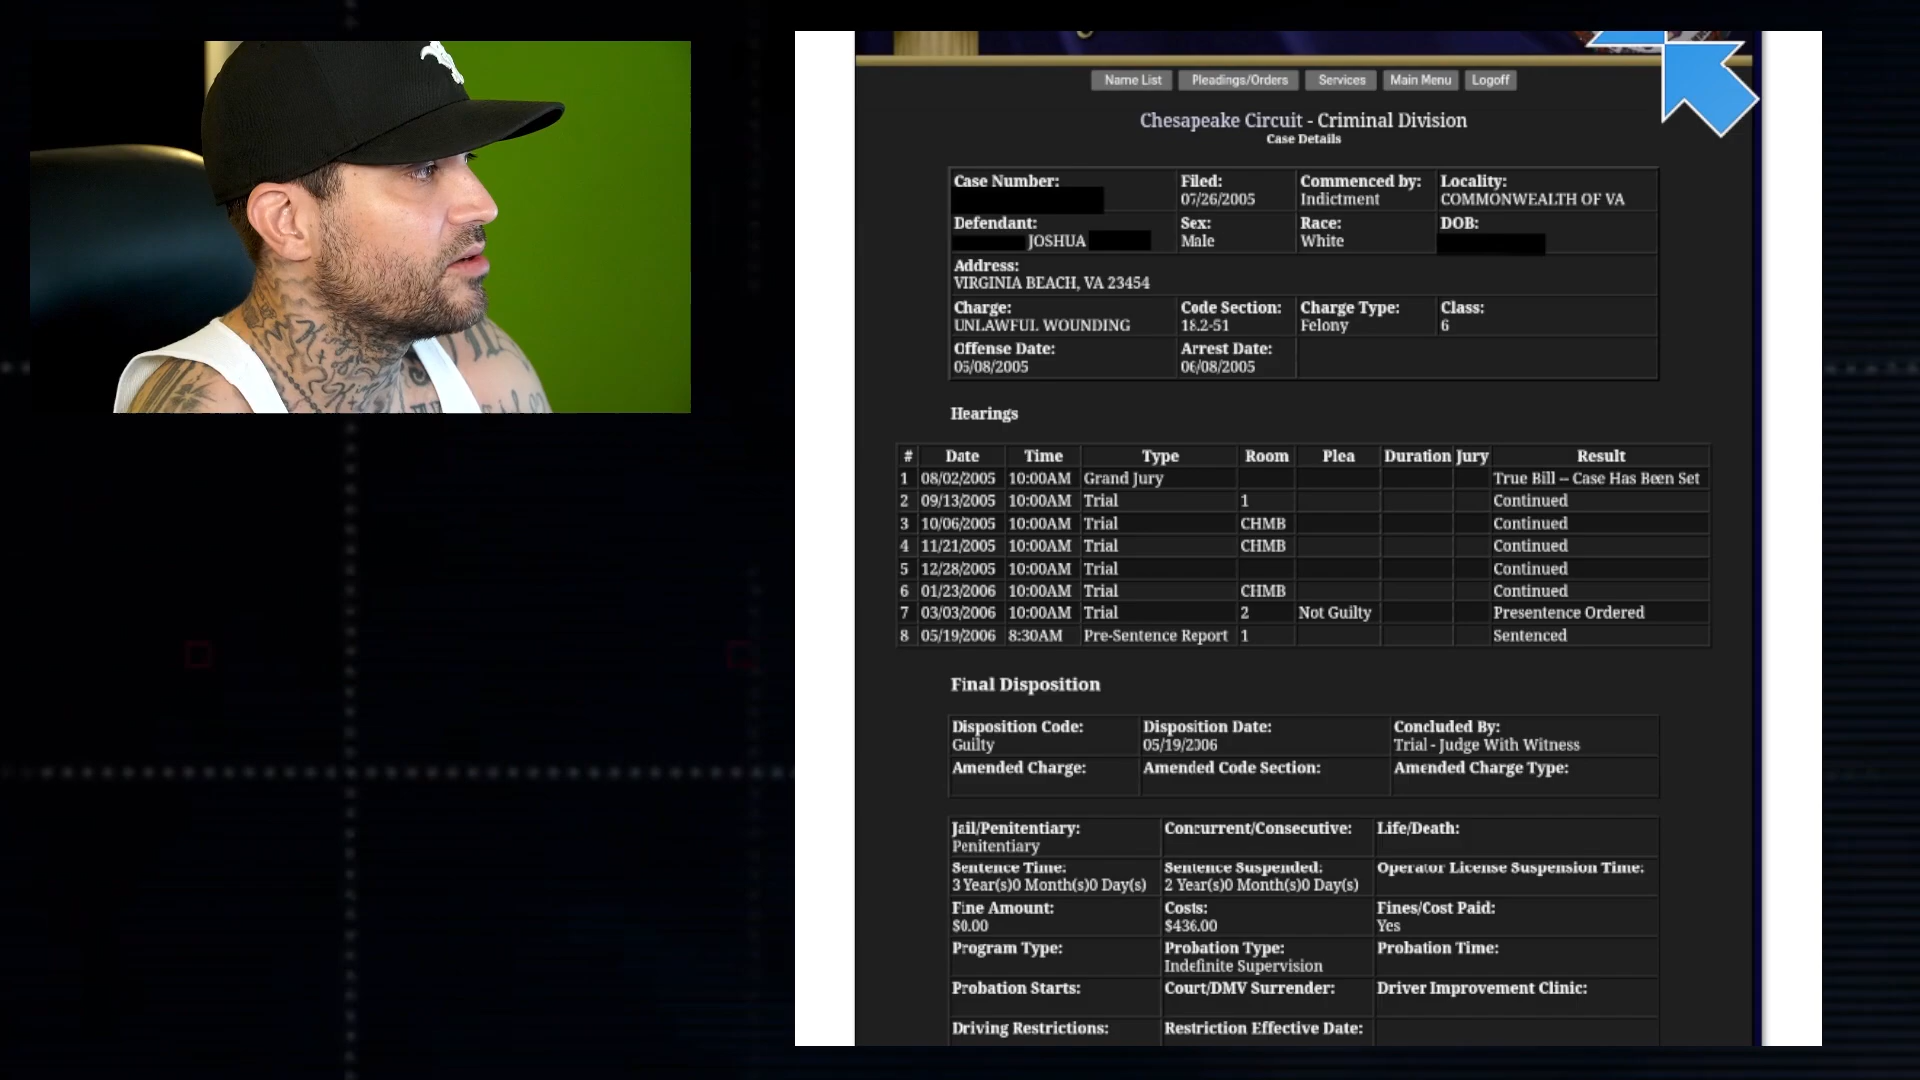 Name List Pleadings/Orders Services Main Menu Logoff
Chesapeake Circuit - Criminal Division
Case Details
Case Number: Filed: Commenced by: Locality:
07/26/2005 Indictment COMMONWEALTH OF VA
Defendant: Sex: Race: DOB:
JOSHUA Male White
Address:
VIRGINIA BEACH, VA 23454
Charge: Code Section: Charge Type: Class:
UNLAWFUL WOUNDING 18.2-51 Felony 6
Offense Date: Arrest Date:
05/08/2005 06/08/2005
Hearings
# Date Time Type Room Plea Duration Jury Result
1 08/02/2005 10:00AM Grand Jury True Bill – Case Has Been Set
2 09/13/2005 10:00AM Trial 1 Continued
3 10/06/2005 10:00AM Trial CHMB Continued
4 11/21/2005 10:00AM Trial CHMB Continued
5 12/28/2005 10:00AM Trial Continued
6 01/23/2006 10:00AM Trial CHMB Continued
7 03/03/2006 10:00AM Trial 2 Not Guilty Presentence Ordered
8 05/19/2006 8:30AM Pre-Sentence Report 1 Sentenced
Final Disposition
Disposition Code: Disposition Date: Concluded By:
Guilty 05/19/2006 Trial - Judge With Witness
Amended Charge: Amended Code Section: Amended Charge Type:
Jail/Penitentiary: Concurrent/Consecutive: Life/Death:
Penitentiary
Sentence Time: Sentence Suspended: Operator License Suspension Time:
3 Year(s)0 Month(s)0 Day(s) 2 Year(s)0 Month(s)0 Day(s)
Fine Amount: Costs: Fines/Cost Paid:
$0.00 $436.00 Yes
Program Type: Probation Type: Probation Time:
Indefinite Supervision
Probation Starts: Court/DMV Surrender: Driver Improvement Clinic:
Driving Restrictions: Restriction Effective Date: